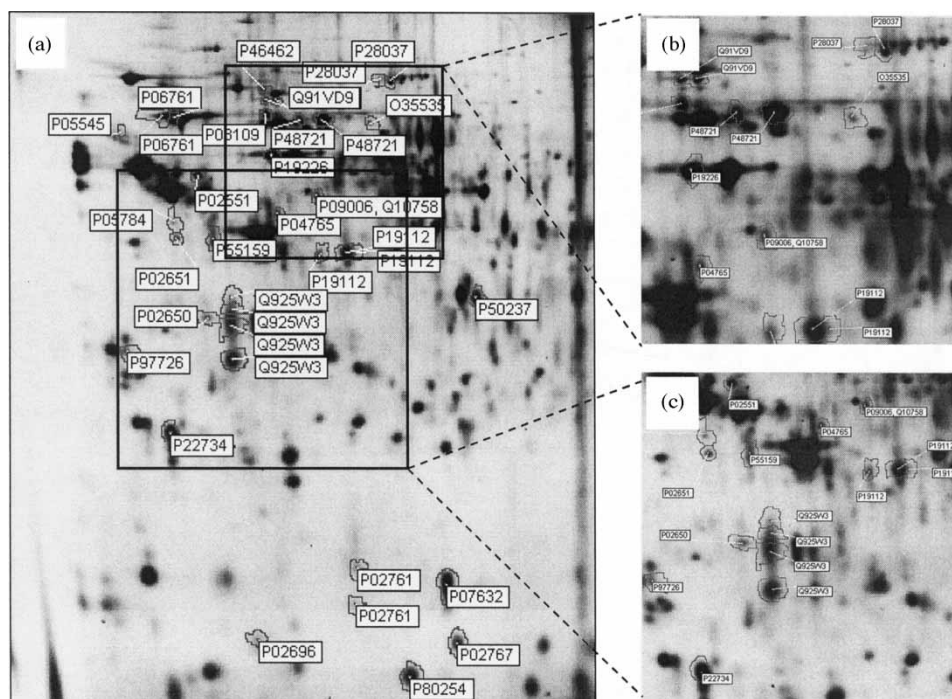 (a)
P46462
P28037
P28037
P06761
Q91VD9
O35535
P05545
P06761
P08109
P48721
P48721
P19226
P02551
P09006, Q10758
P05784
P04765
P55159
P19112
P19112
P02651
P19112
Q925W3
P50237
P02650
Q925W3
Q925W3
P97726
Q925W3
P22734
P02761
P07632
P02761
P02696
P02767
P80254
(b)
P28037
P28037
Q91VD9
Q91VD9
O35535
P48721
P48721
P19226
P09006, Q10758
P04765
P19112
P19112
(c)
P02551
P09006, Q10758
P04765
P19112
P55159
P1911
P19112
P02651
Q925W3
P02650
Q925W3
Q925W3
P97726
Q925W3
P22734